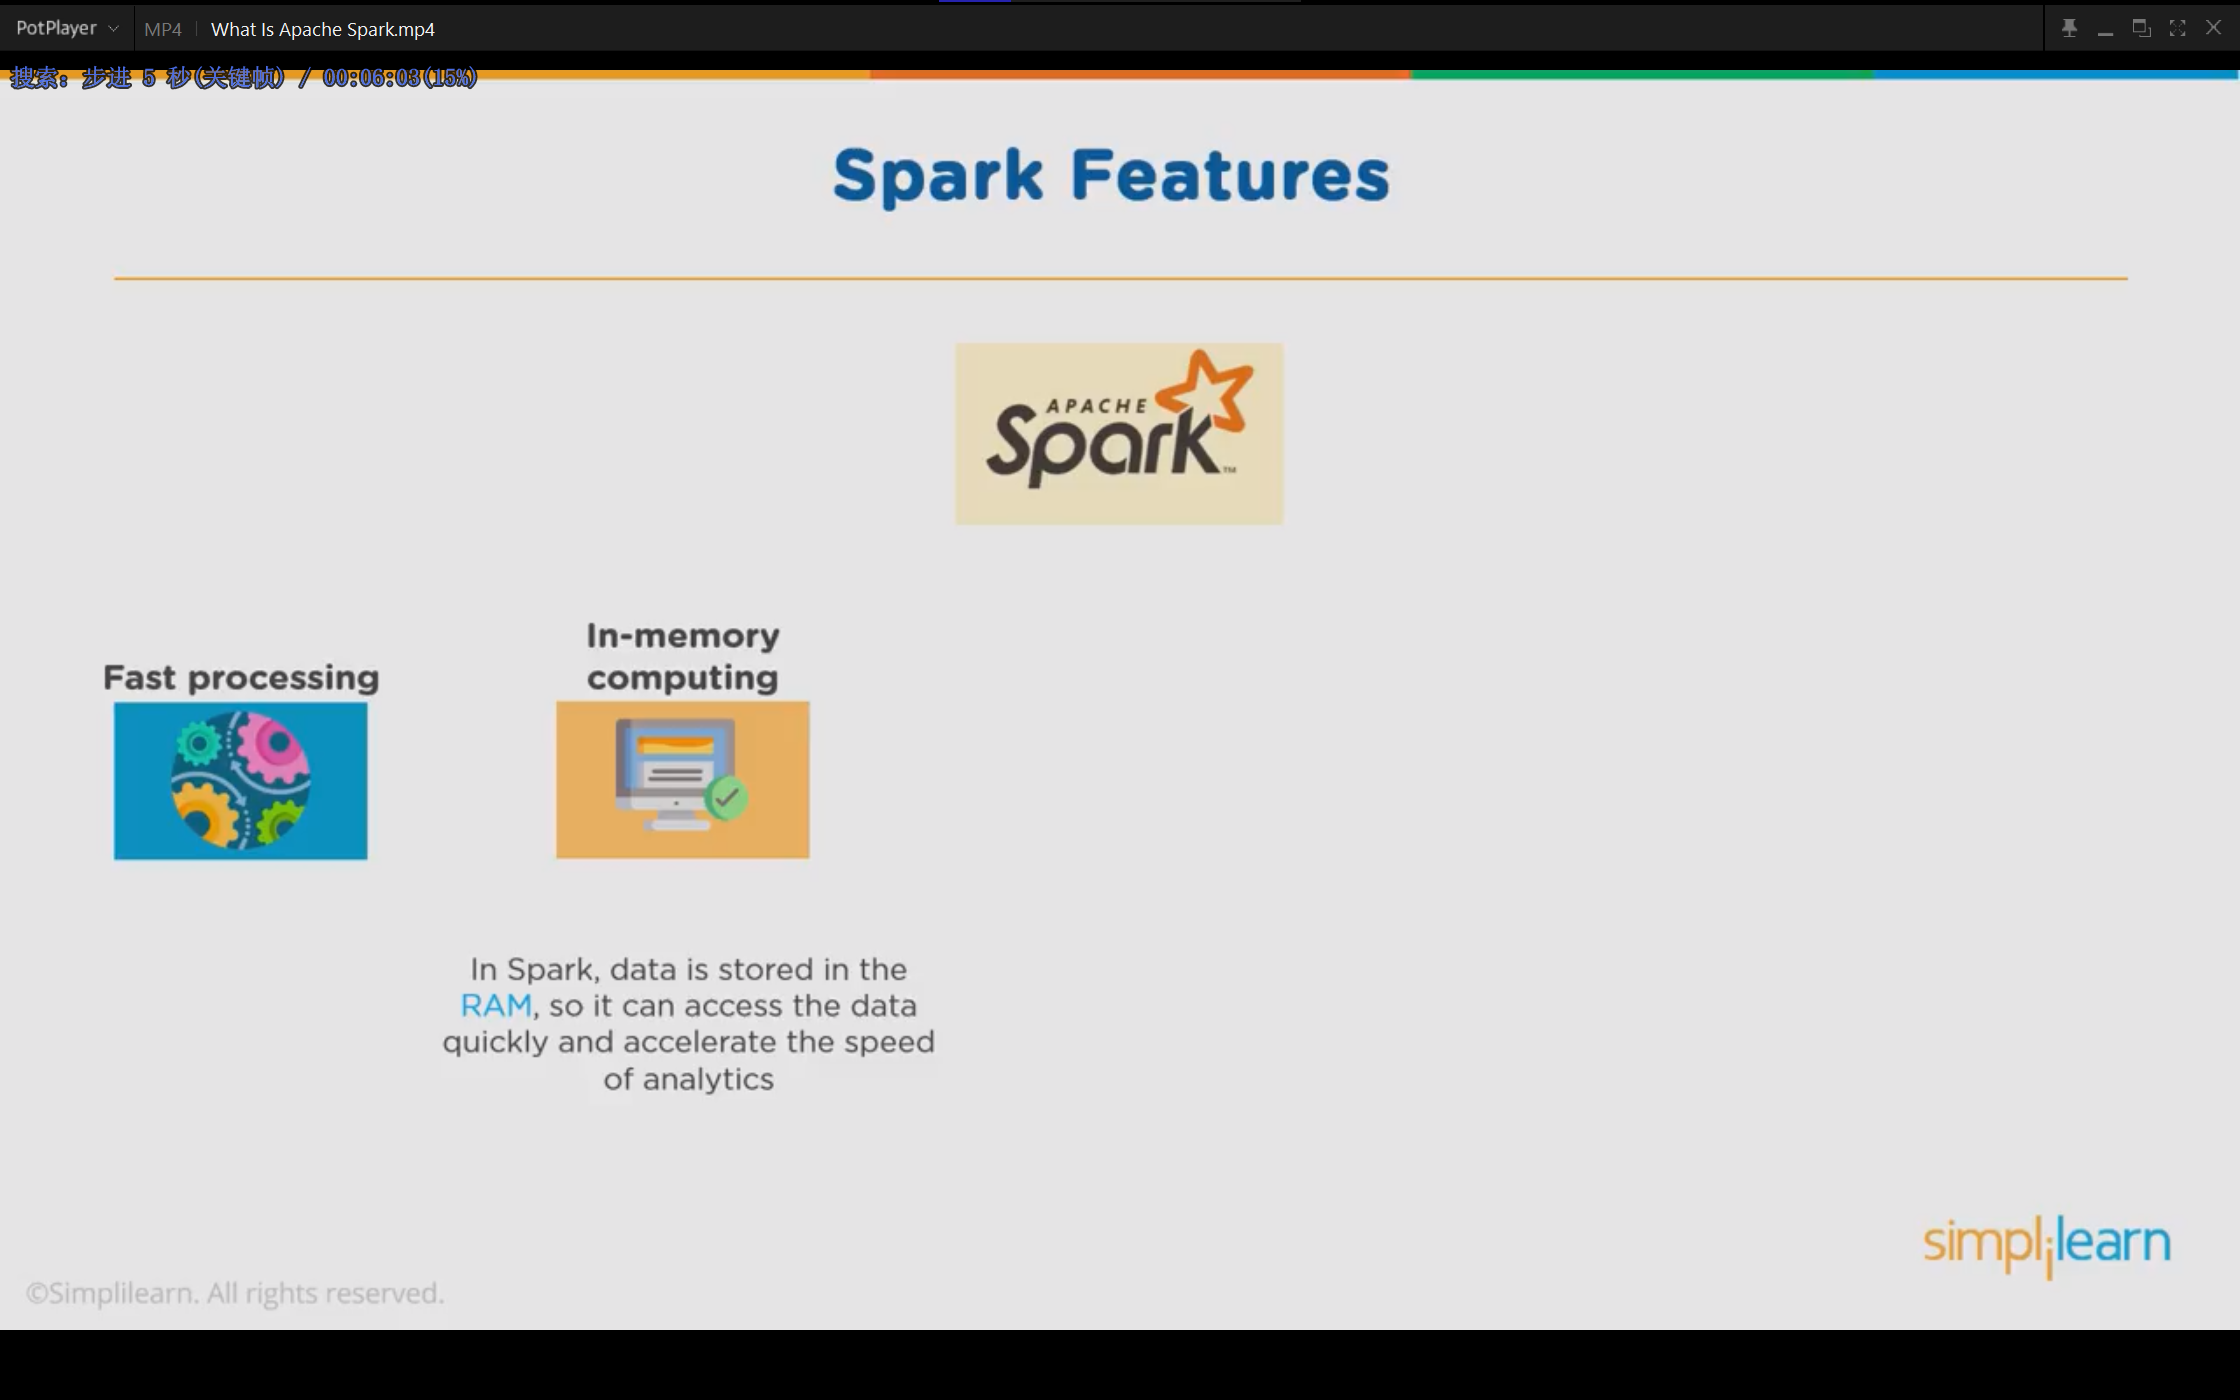 PotPlayer
MP4
What Is Apache Spark.mp4
搜索: 步进 5 秒(关键帧) / 00:06:03(15%)
Spark Features
APACHE
Spark™
Fast processing
In-memory
computing
In Spark, data is stored in the
RAM, so it can access the data
quickly and accelerate the speed
of analytics
simplilearn
©Simplilearn. All rights reserved.